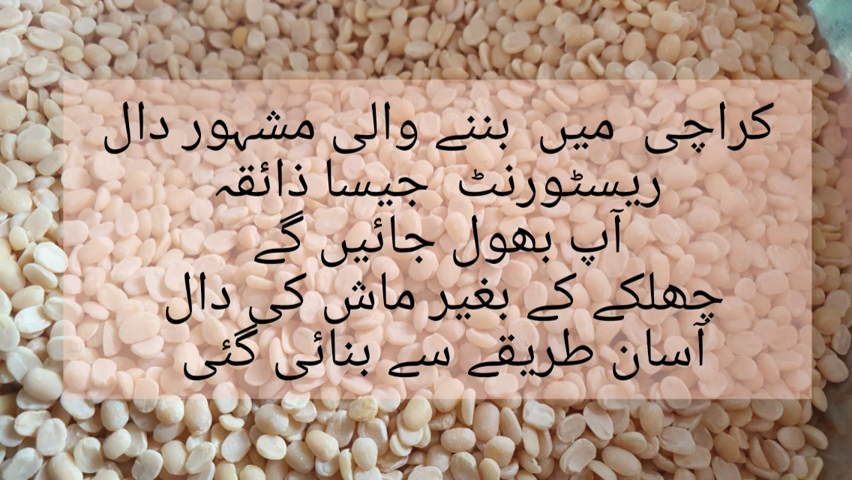 کراچی میں بننے والی مشہور دال
ریسٹورنٹ جیسا ذائقہ
آپ بھول جائیں گے
چھلکے کے بغیر ماش کی دال
آسان طریقے سے بنائی گئی